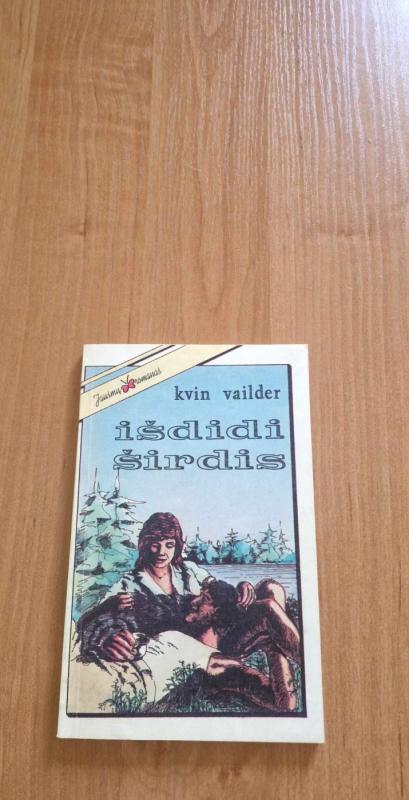 Jausmų romanas
kvin vailder
išdidi
širdis